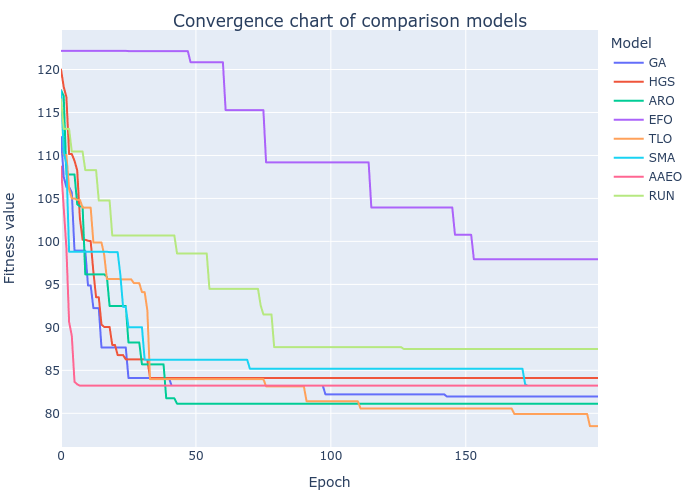 Convergence chart of comparison models
Fitness value
120
115
110
105
100
95
90
85
80
0
50
100
150
Epoch
Model
GA
HGS
ARO
EFO
TLO
SMA
AAEO
RUN